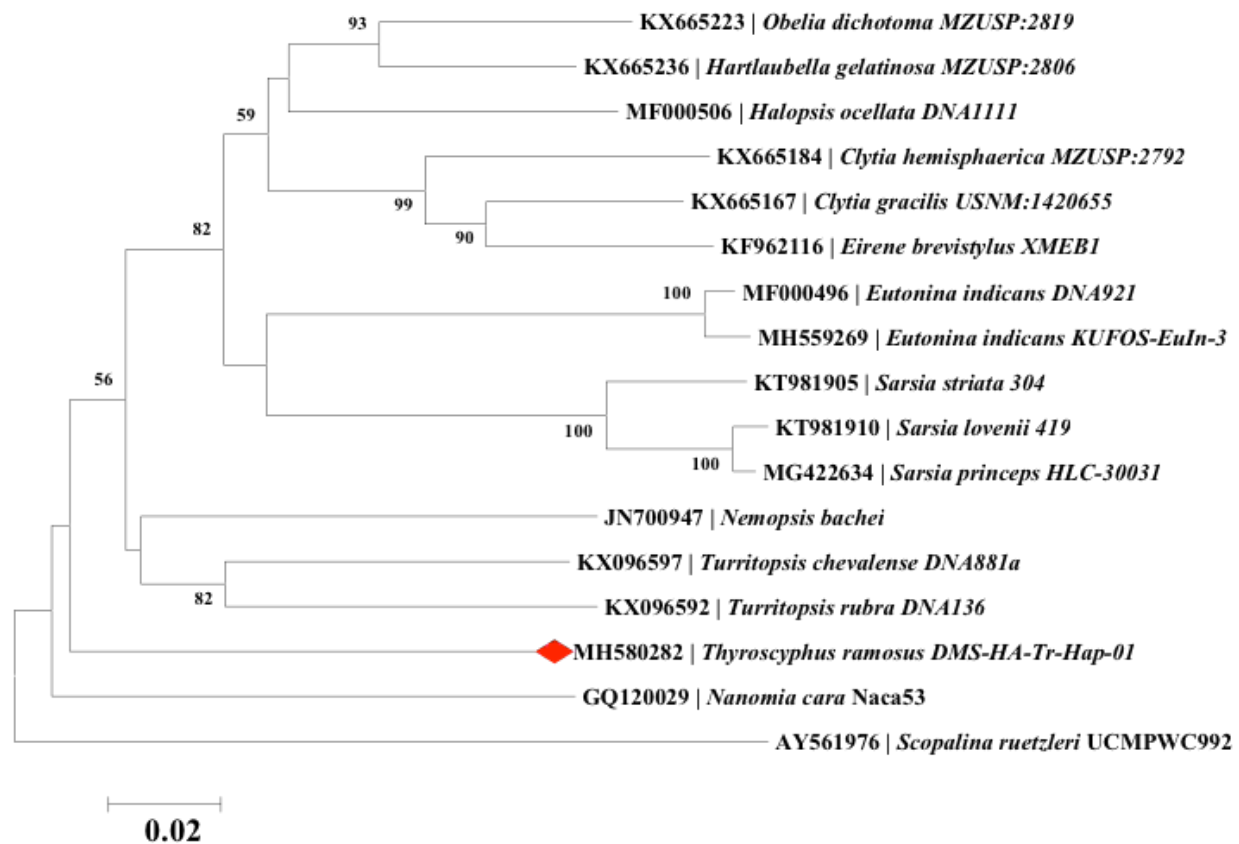 93
KX665223 | Obelia dichotoma MZUSP:2819
KX665236 | Hartlaubella gelatinosa MZUSP:2806
59
MF000506 | Halopsis ocellata DNA1111
KX665184 | Clytia hemisphaerica MZUSP:2792
99
KX665167 | Clytia gracilis USNM:1420655
82
90
KF962116 | Eirene brevistylus XMEB1
100
MF000496 | Eutonina indicans DNA921
MH559269 | Eutonina indicans KUFOS-EuIn-3
56
KT981905 | Sarsia striata 304
100
KT981910 | Sarsia lovenii 419
100
MG422634 | Sarsia princeps HLC-30031
JN700947 | Nemopsis bachei
KX096597 | Turritopsis chevalense DNA881a
82
KX096592 | Turritopsis rubra DNA136
MH580282 | Thyroscyphus ramosus DMS-HA-Tr-Hap-01
GQ120029 | Nanomia cara Naca53
AY561976 | Scopalina ruetzleri UCMPWC992
0.02